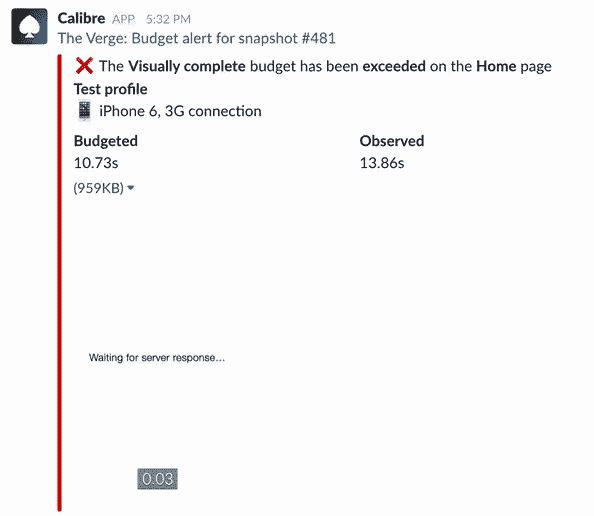 Calibre APP 5:32 PM
The Verge: Budget alert for snapshot #481
The Visually complete budget has been exceeded on the Home page
Test profile
iPhone 6, 3G connection
Budgeted Observed
10.73s 13.86s
(959KB)
Waiting for server response...
0:03